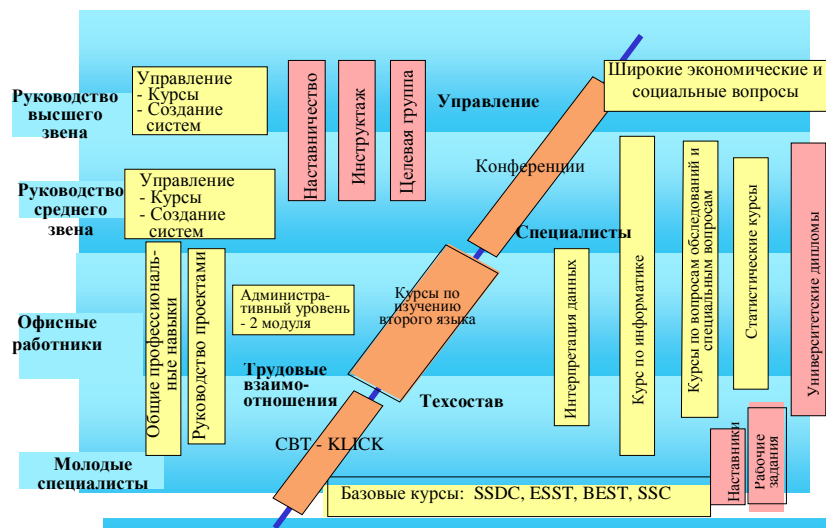 Руководство
высшего
звена
Управление
- Курсы
- Создание
систем
Наставничество
Инструктаж
Целевая группа
Управление
Широкие экономические и
социальные вопросы
Конференции
Руководство
среднего
звена
Управление
- Курсы
- Создание
систем
Специалисты
Офисные
работники
Общие профессиональ-
ные навыки
Руководство проектами
Административ-
тивный уровень
- 2 модуля
Курсы по
изучению
второго языка
Интерпретация данных
Курс по информатике
Курсы по вопросам обследований и
специальным вопросам
Статистические курсы
Университетские дипломы
Трудовые
взаимо-
отношения
Техсостав
CBT - KLICK
Молодые
специалисты
Базовые курсы: SSDC, ESST, BEST, SSC
Наставники
Рабочие
задания